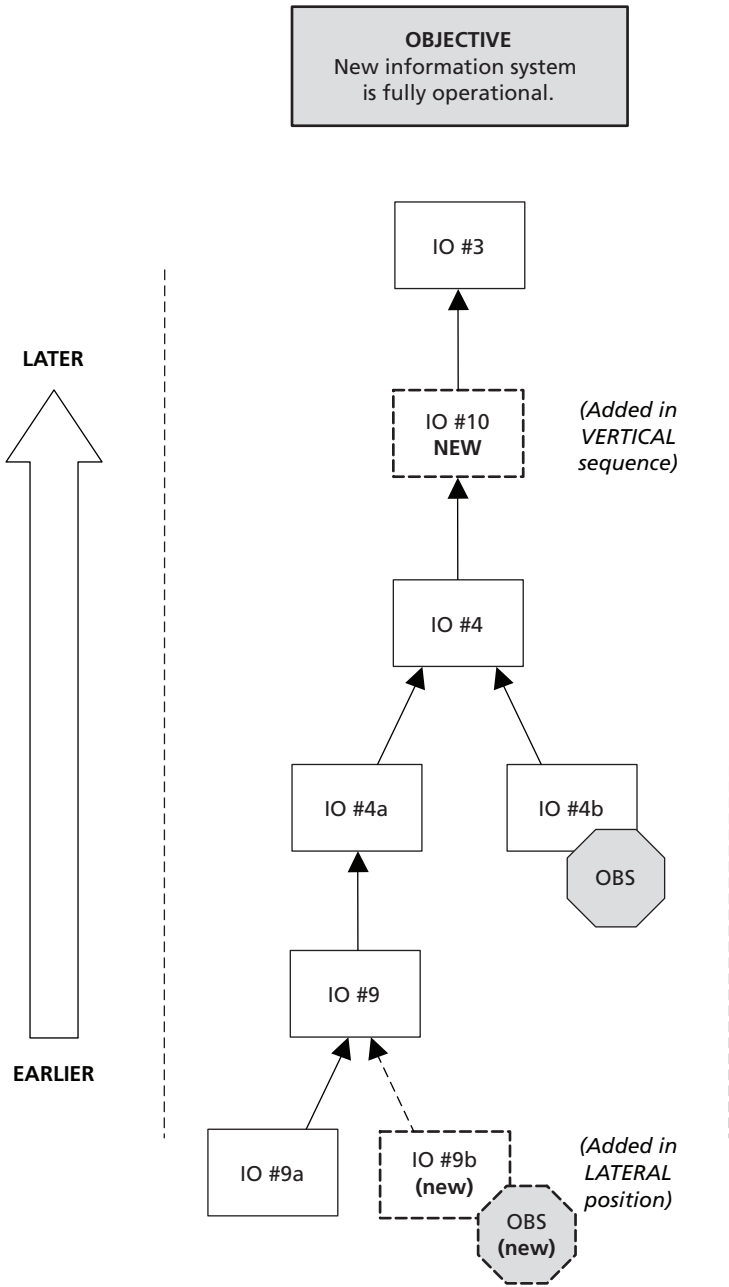 OBJECTIVE
New information system
is fully operational.
IO #3
LATER
IO #10
NEW
(Added in
VERTICAL
sequence)
IO #4
IO #4a
IO #4b
OBS
IO #9
EARLIER
IO #9a
IO #9b
(new)
OBS
(new)
(Added in
LATERAL
position)